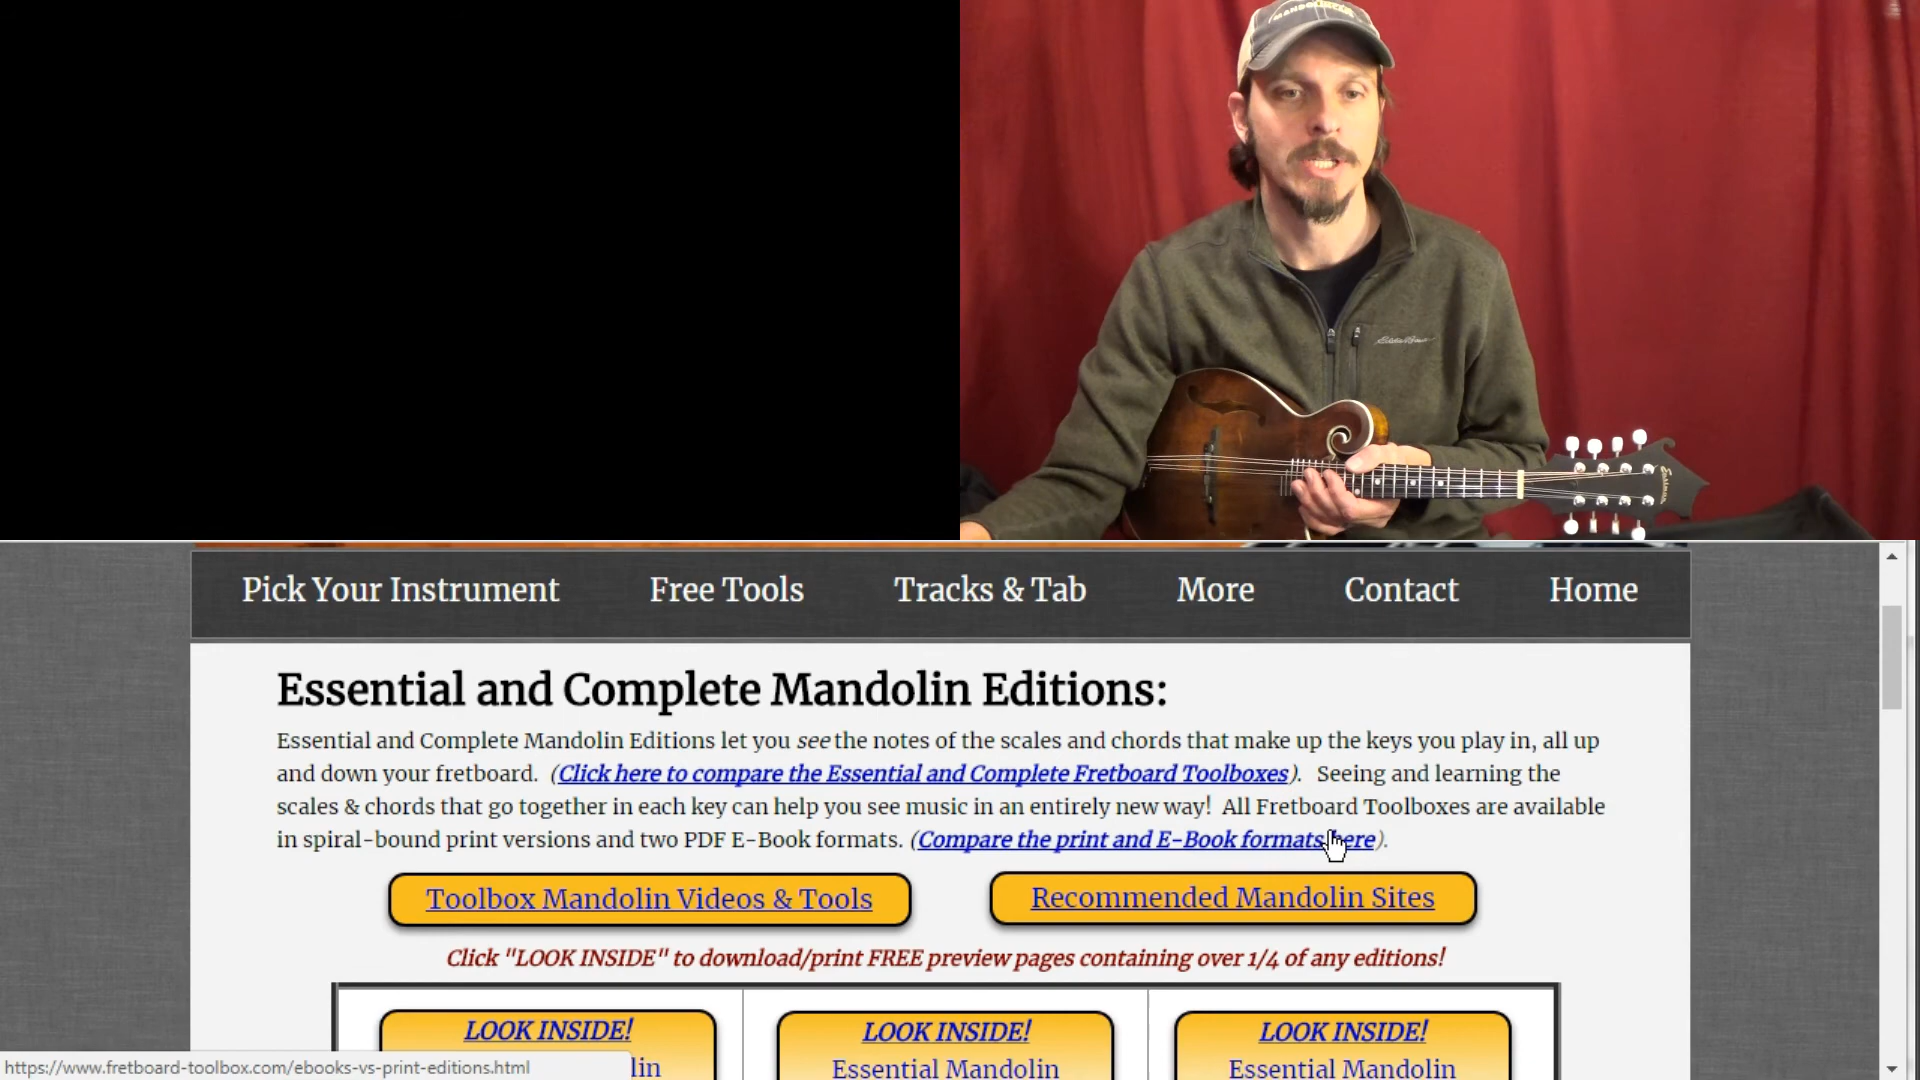 Eddie Bauer
Eastman
Pick Your Instrument Free Tools Tracks & Tab More Contact Home
Essential and Complete Mandolin Editions:
Essential and Complete Mandolin Editions let you see the notes of the scales and chords that make up the keys you play in, all up
and down your fretboard. (Click here to compare the Essential and Complete Fretboard Toolboxes). Seeing and learning the
scales & chords that go together in each key can help you see music in an entirely new way! All Fretboard Toolboxes are available
in spiral-bound print versions and two PDF E-Book formats. (Compare the print and E-Book formats here).
Toolbox Mandolin Videos & Tools Recommended Mandolin Sites
Click "LOOK INSIDE" to download/print FREE preview pages containing over 1/4 of any editions!
LOOK INSIDE! LOOK INSIDE! LOOK INSIDE!
lin Essential Mandolin Essential Mandolin
https://www.fretboard-toolbox.com/ebooks-vs-print-editions.html